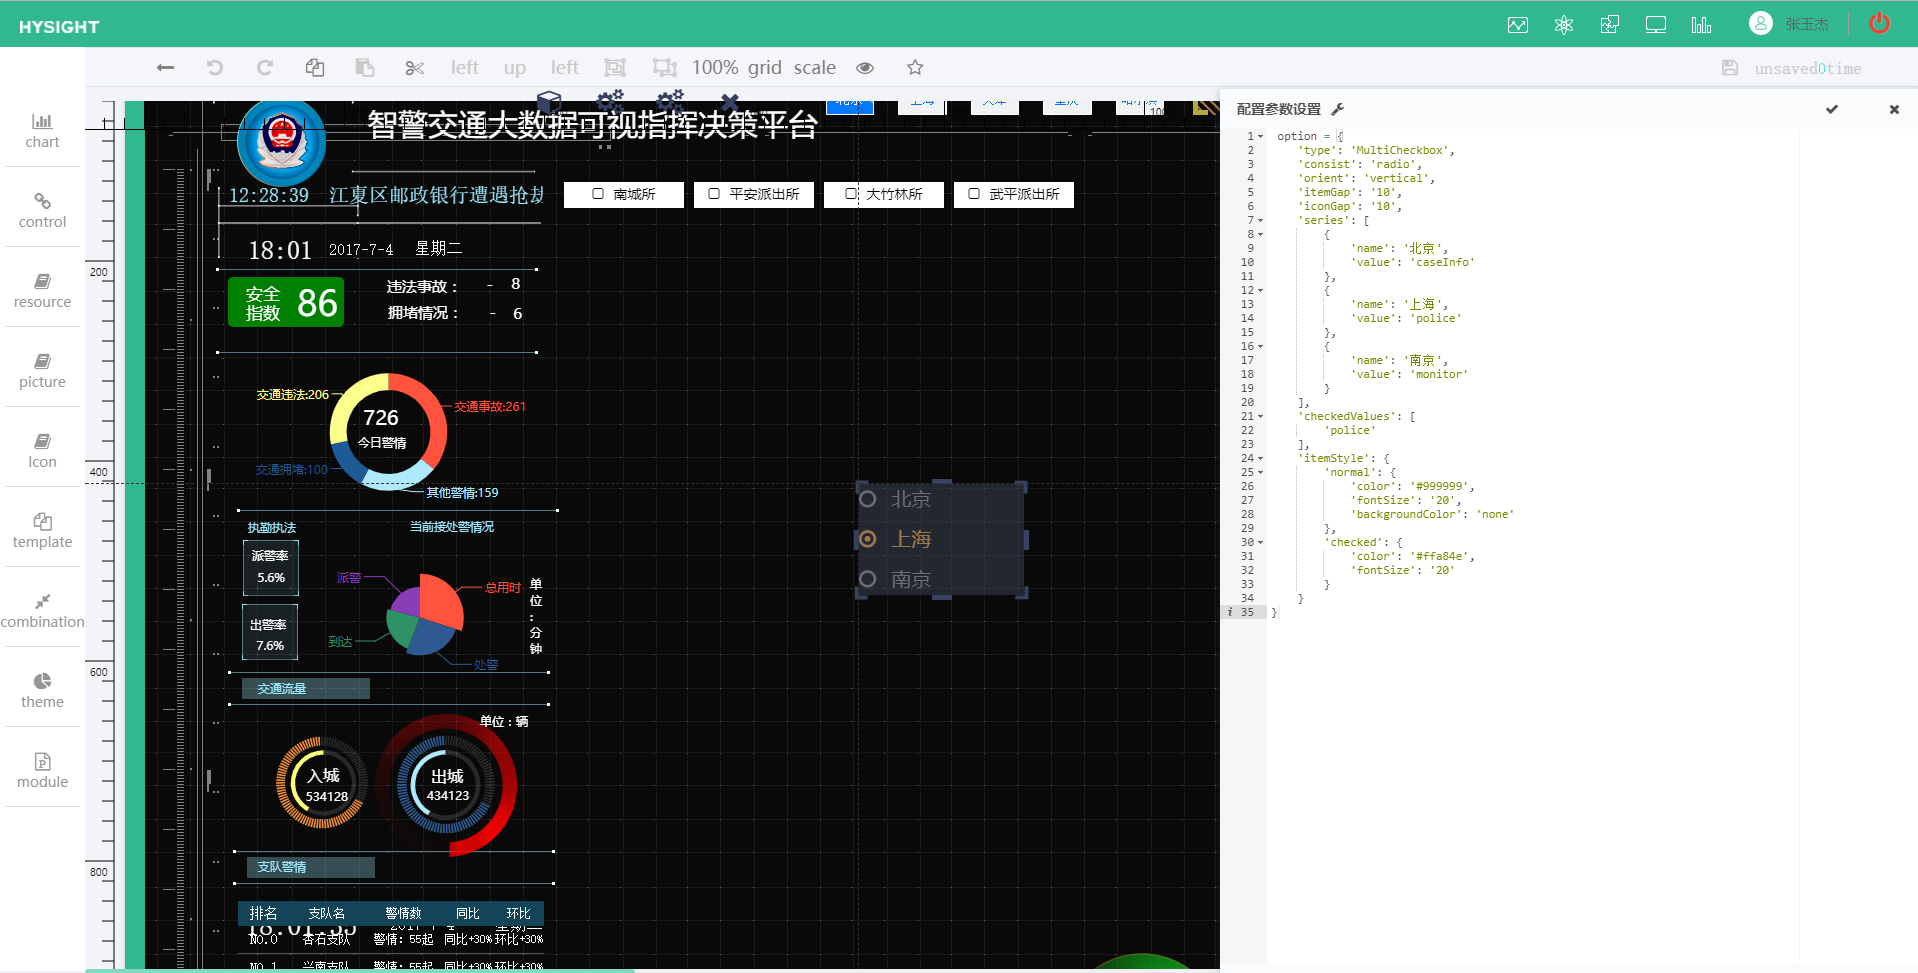 HYSIGHT
张玉杰
left up left 100% grid scale
unsaved0time
chart
control
resource
picture
Icon
template
combination
theme
module
200
400
600
800
智警交通大数据可视指挥决策平台
北京 上海 天津 重庆
100
12:28:39 江夏区邮政银行遭遇抢劫
南城所 平安派出所 大竹林所 武平派出所
18:01 2017-7-4 星期二
安全
指数 86
违法事故： - 8
拥堵情况： - 6
交通违法:206
交通事故:261
726
今日警情
交通拥堵:100
其他警情:159
执勤执法
当前接处警情况
派警率
5.6%
出警率
7.6%
派警
总用时
到达
处警
单位：分钟
交通流量
单位：辆
入城
534128
出城
434123
支队警情
排名 支队名 警情数 同比 环比
18:01:35
NO.0 杏石支队 警情：55起 同比+30% 环比+30%
NO.1 兴南支队 警情：55起 同比+30% 环比+30%
北京
上海
南京
配置参数设置
1 option = {
2 'type': 'MultiCheckbox',
3 'consist': 'radio',
4 'orient': 'vertical',
5 'itemGap': '10',
6 'iconGap': '10',
7 'series': [
8 {
9 'name': '北京',
10 'value': 'caseInfo'
11 },
12 {
13 'name': '上海',
14 'value': 'police'
15 },
16 {
17 'name': '南京',
18 'value': 'monitor'
19 }
20 ],
21 'checkedValues': [
22 'police'
23 ],
24 'itemStyle': {
25 'normal': {
26 'color': '#999999',
27 'fontSize': '20',
28 'backgroundColor': 'none'
29 },
30 'checked': {
31 'color': '#ffa84e',
32 'fontSize': '20'
33 }
34 }
i 35 }